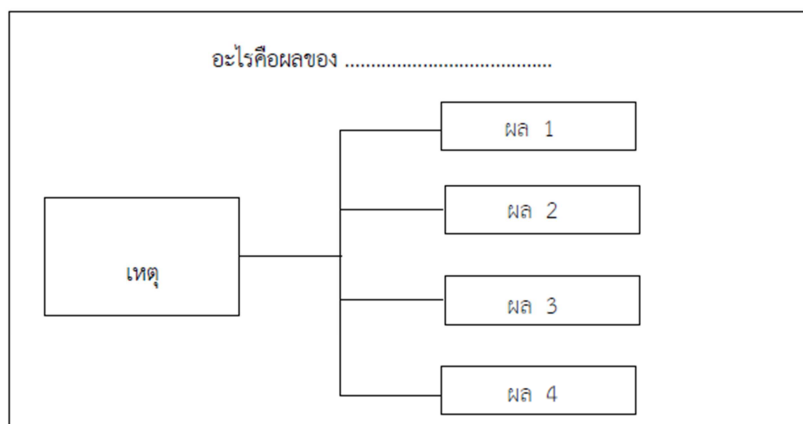 อะไรคือผลของ ........................................
ผล 1
ผล 2
เหตุ
ผล 3
ผล 4